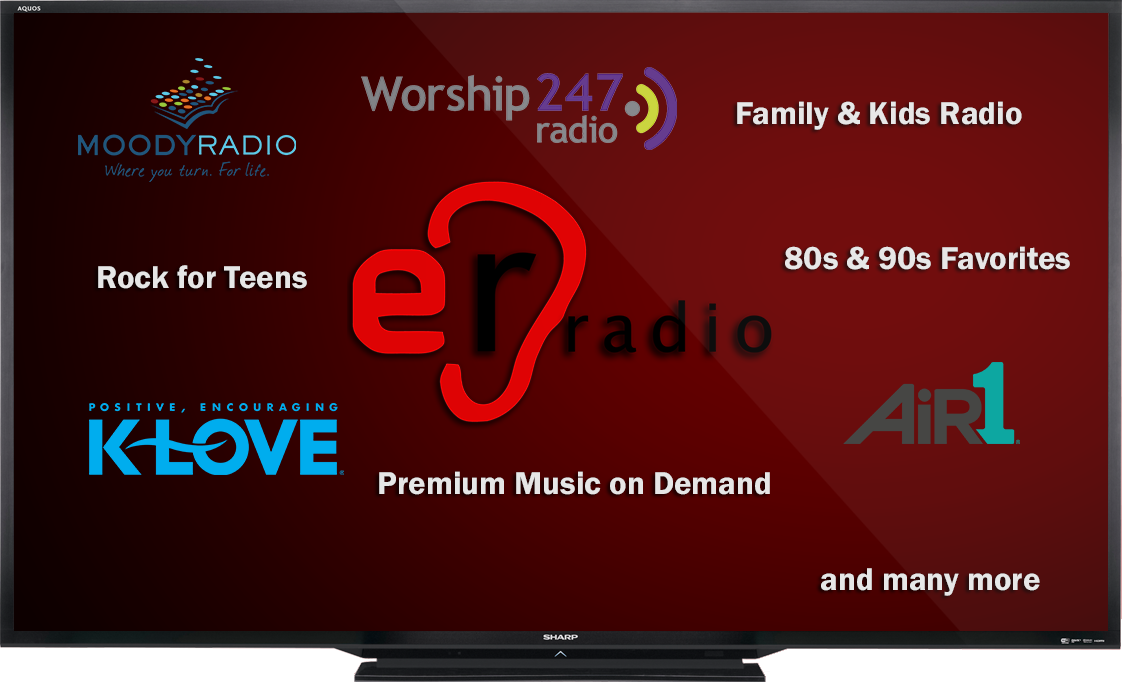 AQUOS
MOODYRADIO
Where you turn. For life.
Worship 247
radio
Family & Kids Radio
Rock for Teens
er radio
80s & 90s Favorites
POSITIVE, ENCOURAGING
K-LOVE
AiR1
Premium Music on Demand
and many more
SHARP